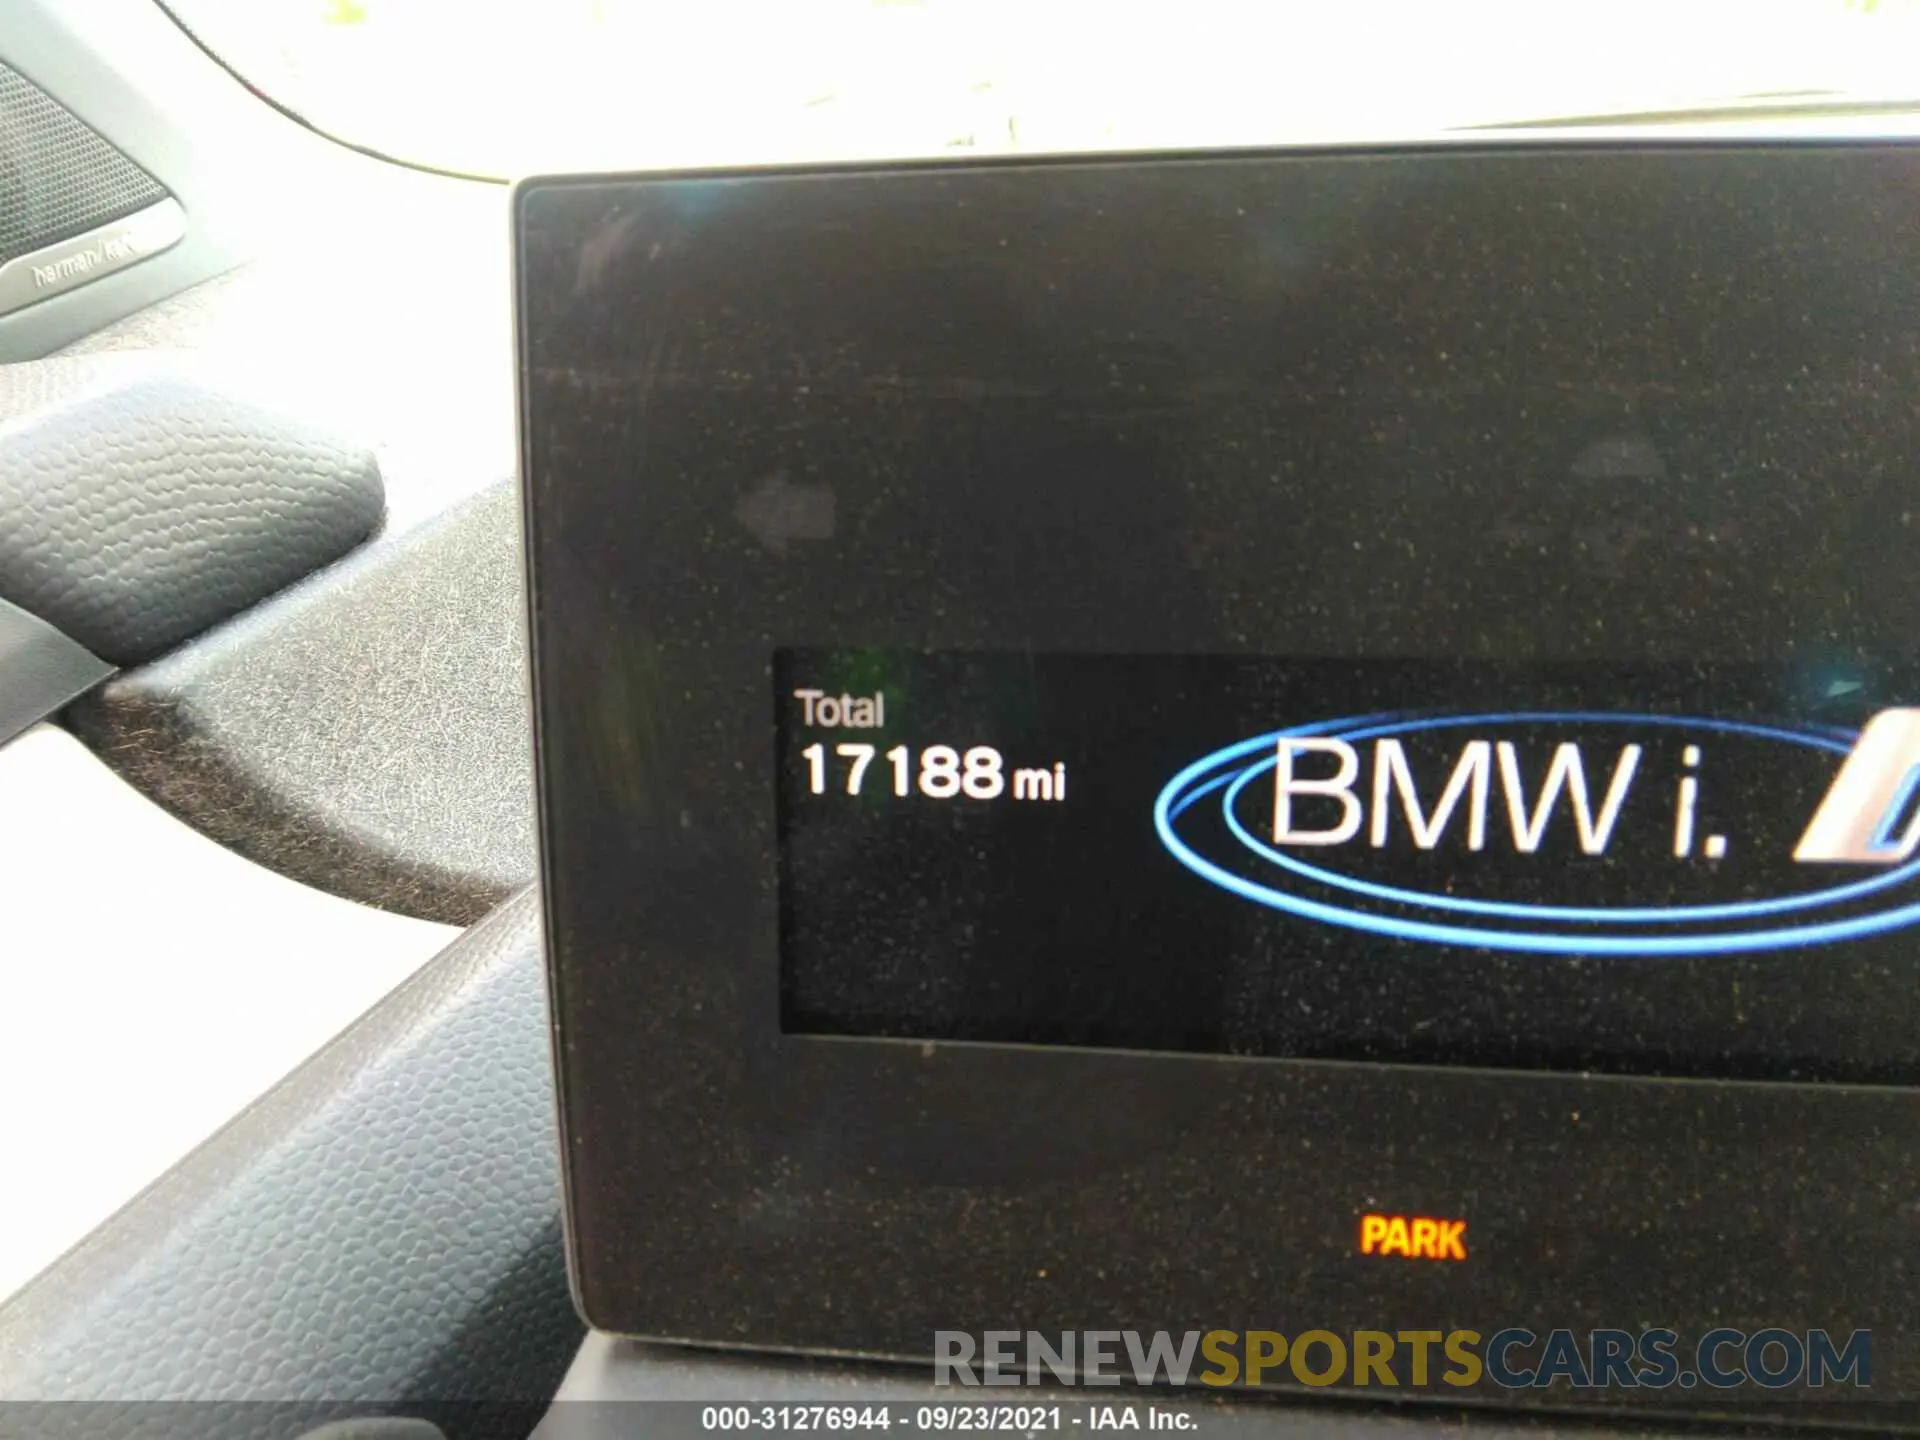 harman/kardon
Total
17188 mi
BMW i.
PARK
RENEWSPORTSCARS.COM
000-31276944 - 09/23/2021 - IAA Inc.